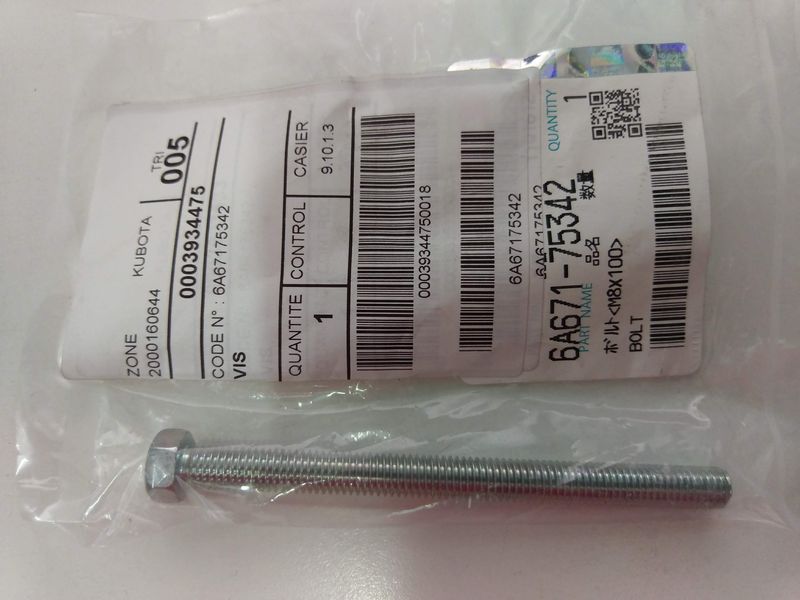 ZONE
2000160644
KUBOTA
TRI
005
0003934475
CODE N° : 6A67175342
VIS
QUANTITE
CONTROL
CASIER
1
9.10.1.3
00039344750018
6A67175342
6A67175342
QUANTITY
1
6A671-75342
数量
PART NAME
品名
ボルト<M8X100>
BOLT